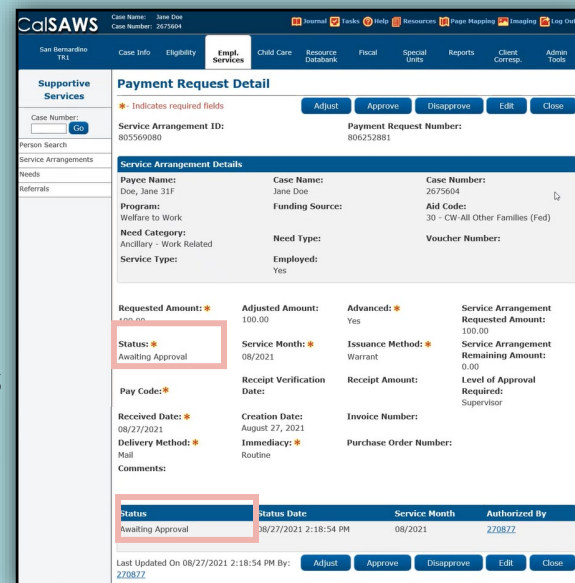 CalSAWS
Case Name: Jane Doe
Case Number: 2675604
Journal Tasks Help Resources Page Mapping Imaging Log Out
San Bernardino
TR1
Case Info Eligibility Empl. Services Child Care Resource Databank Fiscal Special Units Reports Client Corresp. Admin Tools
Supportive
Services
Case Number:
Go
Person Search
Service Arrangements
Needs
Referrals
Payment Request Detail
*- Indicates required fields
Adjust Approve Disapprove Edit Close
Service Arrangement ID: Payment Request Number:
805569080 806252881
Service Arrangement Details
Payee Name: Case Name: Case Number:
Doe, Jane 31F Jane Doe 2675604
Program: Funding Source: Aid Code:
Welfare to Work 30 - CW-All Other Families (Fed)
Need Category: Need Type: Voucher Number:
Ancillary - Work Related
Service Type: Employed:
Yes
Requested Amount: * Adjusted Amount: Advanced: * Service Arrangement Requested Amount:
100.00 100.00 Yes 100.00
Status: * Service Month: * Issuance Method: * Service Arrangement Remaining Amount:
Awaiting Approval 08/2021 Warrant 0.00
Pay Code:* Receipt Verification Date: Receipt Amount: Level of Approval Required:
Supervisor
Received Date: * Creation Date: Invoice Number:
08/27/2021 August 27, 2021
Delivery Method: * Immediacy: * Purchase Order Number:
Mail Routine
Comments:
Status Status Date Service Month Authorized By
Awaiting Approval 08/27/2021 2:18:54 PM 08/2021 270877
Last Updated On 08/27/2021 2:18:54 PM By:
270877
Adjust Approve Disapprove Edit Close